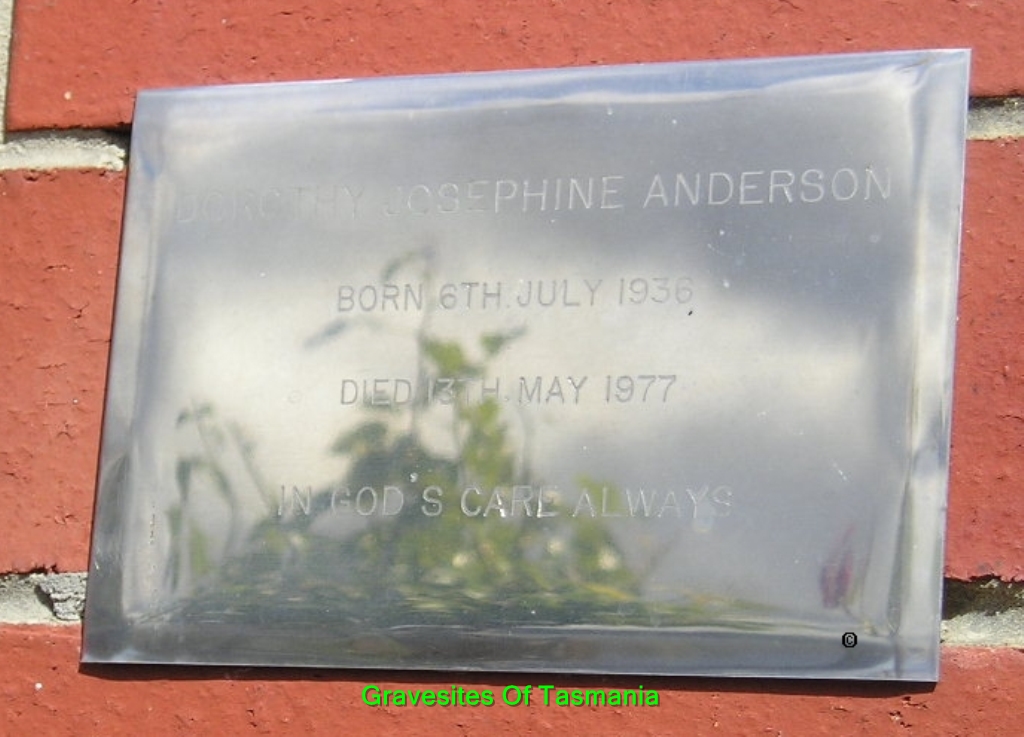 DOROTHY JOSEPHINE ANDERSON
BORN 6TH. JULY 1936
DIED 13TH. MAY 1977
IN GOD'S CARE ALWAYS
©
Gravesites Of Tasmania